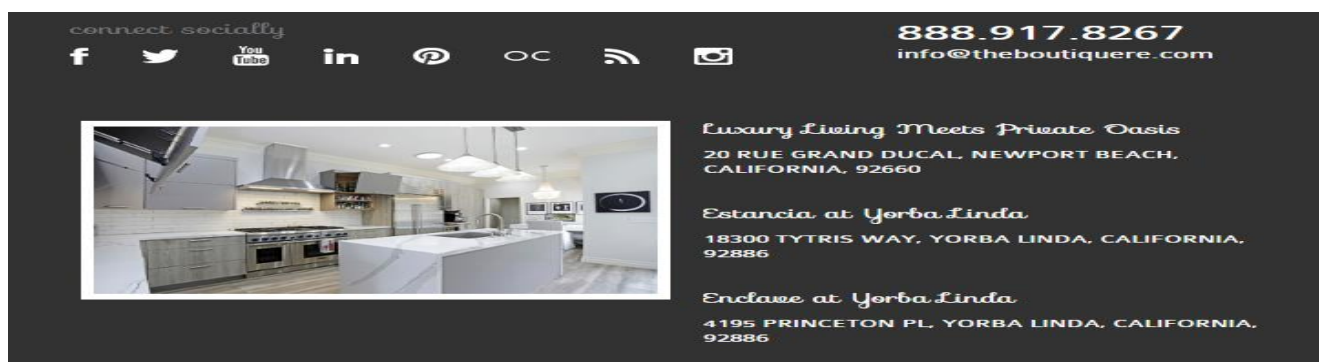 connect socially
You
Tube
in
OC
888.917.8267
info@theboutiquere.com
Luxury Living Meets Private Oasis
20 RUE GRAND DUCAL, NEWPORT BEACH,
CALIFORNIA, 92660
Estancia at Yorba Linda
18300 TYTRIS WAY, YORBA LINDA, CALIFORNIA,
92886
Enclave at Yorba Linda
4195 PRINCETON PL, YORBA LINDA, CALIFORNIA,
92886